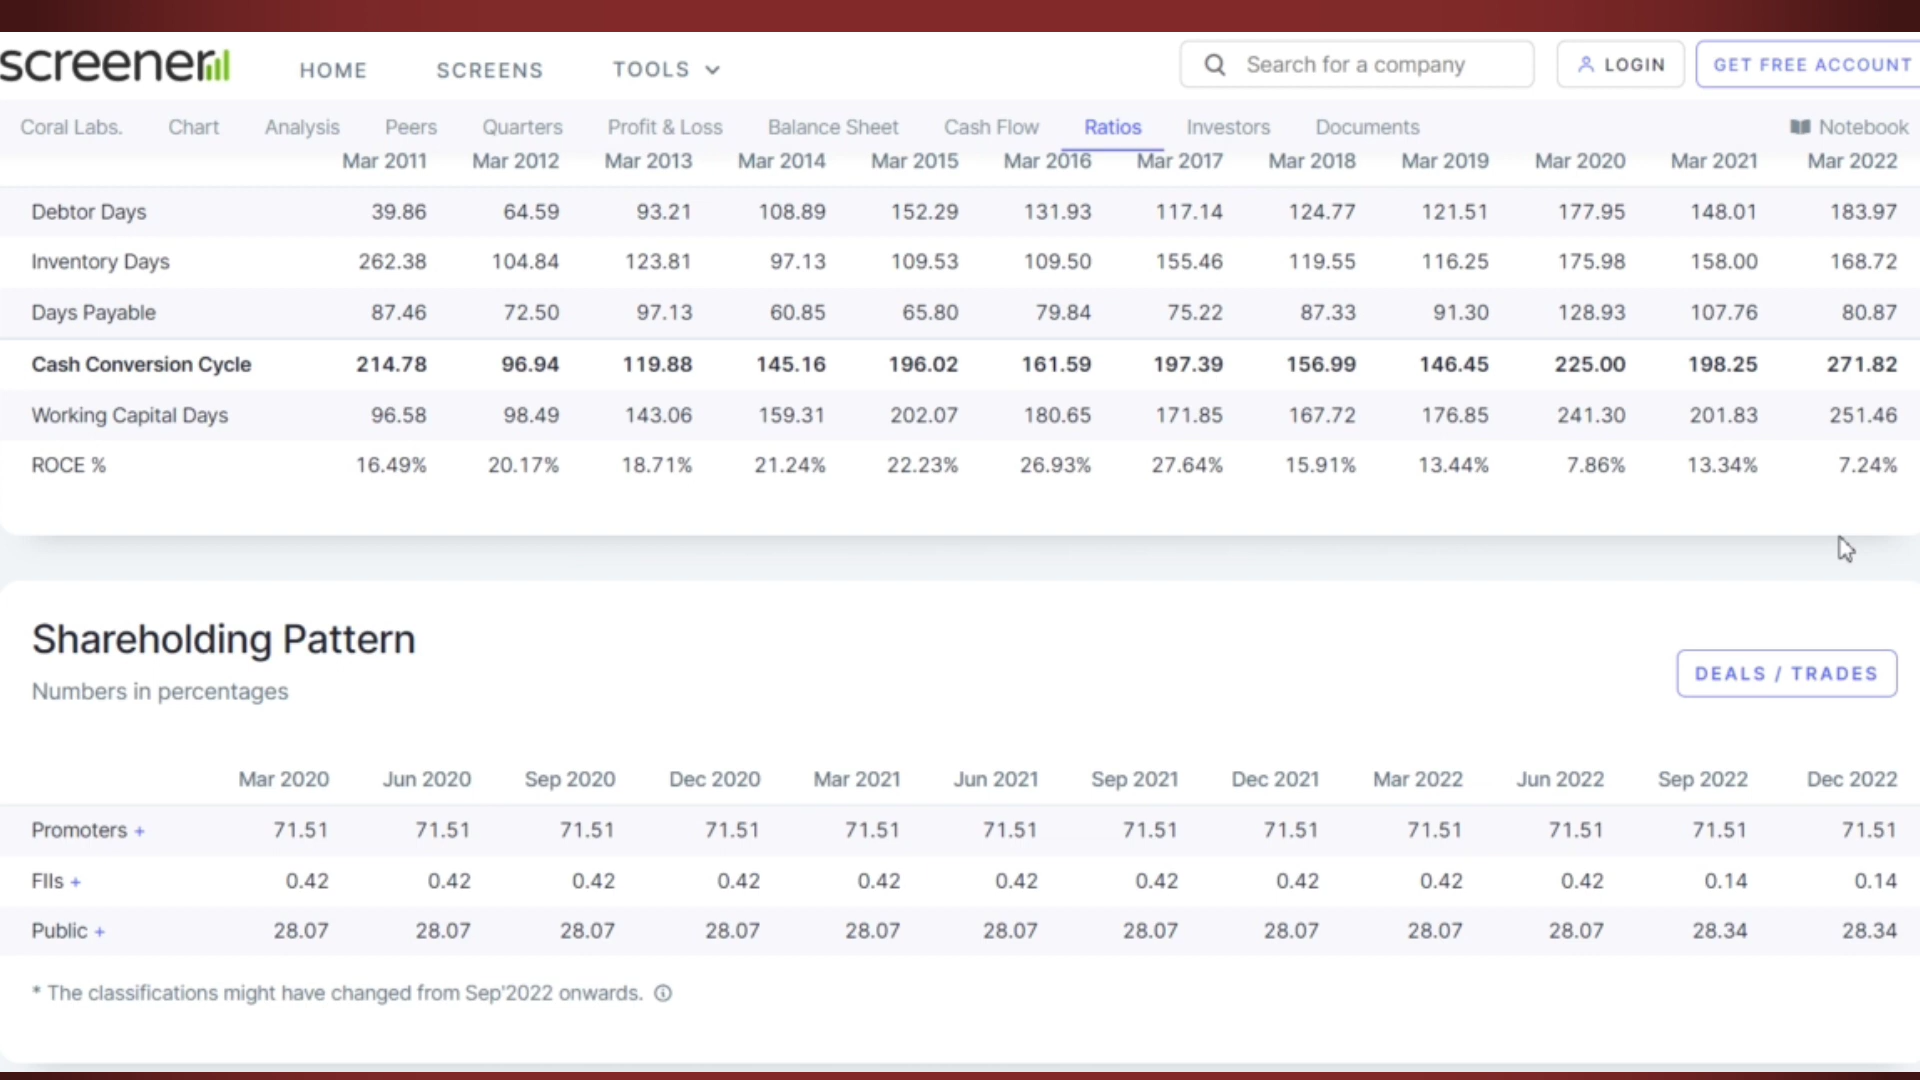 screener HOME SCREENS TOOLS Search for a company LOGIN GET FREE ACCOUNT
Coral Labs. Chart Analysis Peers Quarters Profit & Loss Balance Sheet Cash Flow Ratios Investors Documents Notebook
Mar 2011 Mar 2012 Mar 2013 Mar 2014 Mar 2015 Mar 2016 Mar 2017 Mar 2018 Mar 2019 Mar 2020 Mar 2021 Mar 2022
Debtor Days 39.86 64.59 93.21 108.89 152.29 131.93 117.14 124.77 121.51 177.95 148.01 183.97
Inventory Days 262.38 104.84 123.81 97.13 109.53 109.50 155.46 119.55 116.25 175.98 158.00 168.72
Days Payable 87.46 72.50 97.13 60.85 65.80 79.84 75.22 87.33 91.30 128.93 107.76 80.87
Cash Conversion Cycle 214.78 96.94 119.88 145.16 196.02 161.59 197.39 156.99 146.45 225.00 198.25 271.82
Working Capital Days 96.58 98.49 143.06 159.31 202.07 180.65 171.85 167.72 176.85 241.30 201.83 251.46
ROCE % 16.49% 20.17% 18.71% 21.24% 22.23% 26.93% 27.64% 15.91% 13.44% 7.86% 13.34% 7.24%
Shareholding Pattern
Numbers in percentages
DEALS / TRADES
Mar 2020 Jun 2020 Sep 2020 Dec 2020 Mar 2021 Jun 2021 Sep 2021 Dec 2021 Mar 2022 Jun 2022 Sep 2022 Dec 2022
Promoters + 71.51 71.51 71.51 71.51 71.51 71.51 71.51 71.51 71.51 71.51 71.51 71.51
FIIs + 0.42 0.42 0.42 0.42 0.42 0.42 0.42 0.42 0.42 0.42 0.14 0.14
Public + 28.07 28.07 28.07 28.07 28.07 28.07 28.07 28.07 28.07 28.07 28.34 28.34
* The classifications might have changed from Sep'2022 onwards.